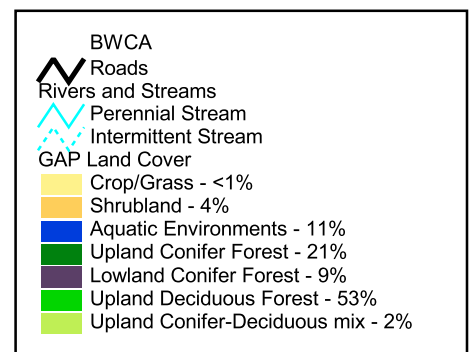 BWCA
Roads
Rivers and Streams
Perennial Stream
Intermittent Stream
GAP Land Cover
Crop/Grass - <1%
Shrubland - 4%
Aquatic Environments - 11%
Upland Conifer Forest - 21%
Lowland Conifer Forest - 9%
Upland Deciduous Forest - 53%
Upland Conifer-Deciduous mix - 2%